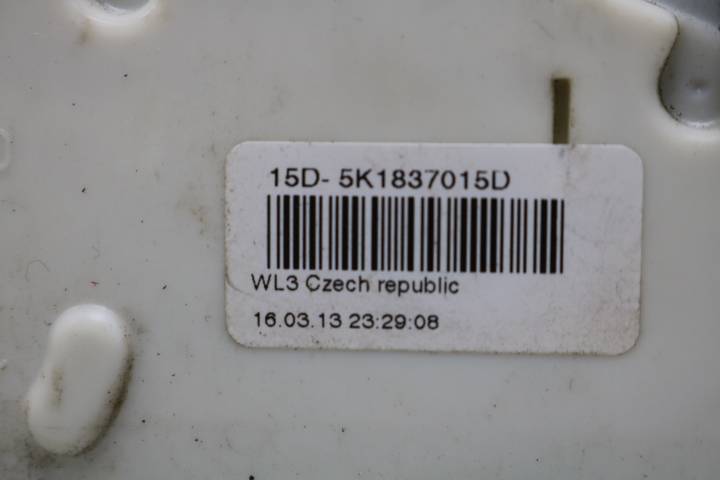 15D- 5K1837015D
WL3 Czech republic
16.03.13 23:29:08